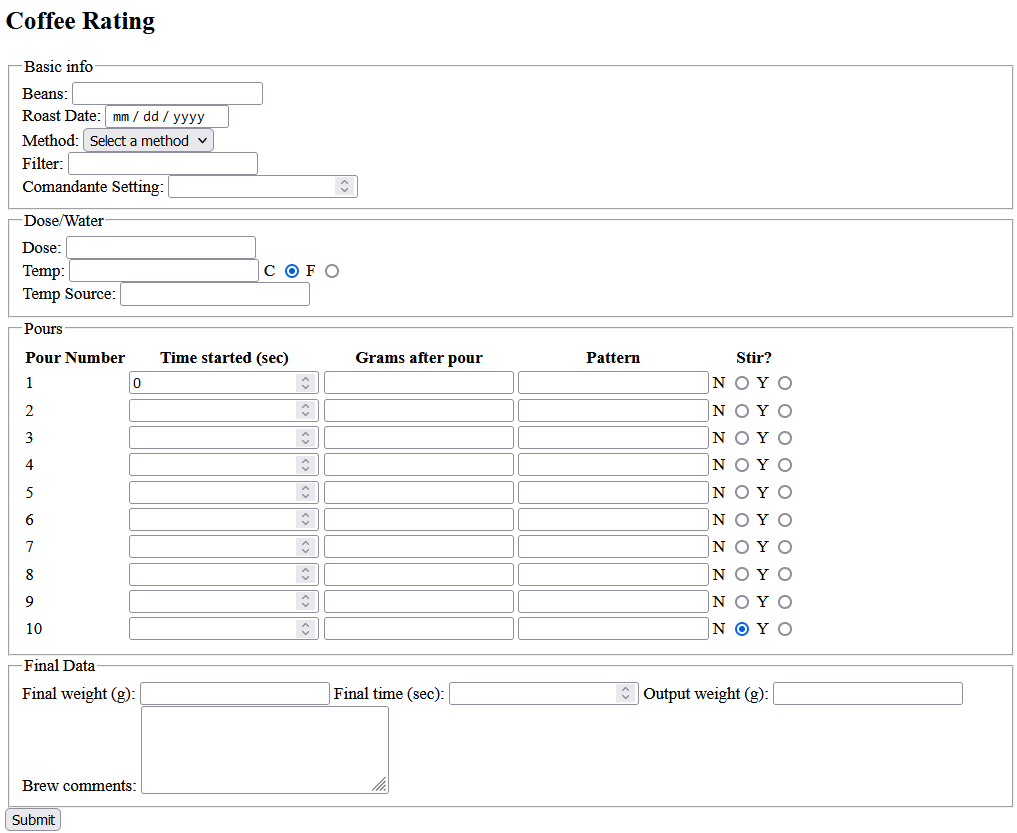 Coffee Rating
Basic info
Beans:
Roast Date: mm / dd / yyyy
Method: Select a method
Filter:
Comandante Setting:
Dose/Water
Dose:
Temp: C F
Temp Source:
Pours
Pour Number Time started (sec) Grams after pour Pattern Stir?
1 0 N Y
2 N Y
3 N Y
4 N Y
5 N Y
6 N Y
7 N Y
8 N Y
9 N Y
10 N Y
Final Data
Final weight (g): Final time (sec): Output weight (g):
Brew comments:
Submit